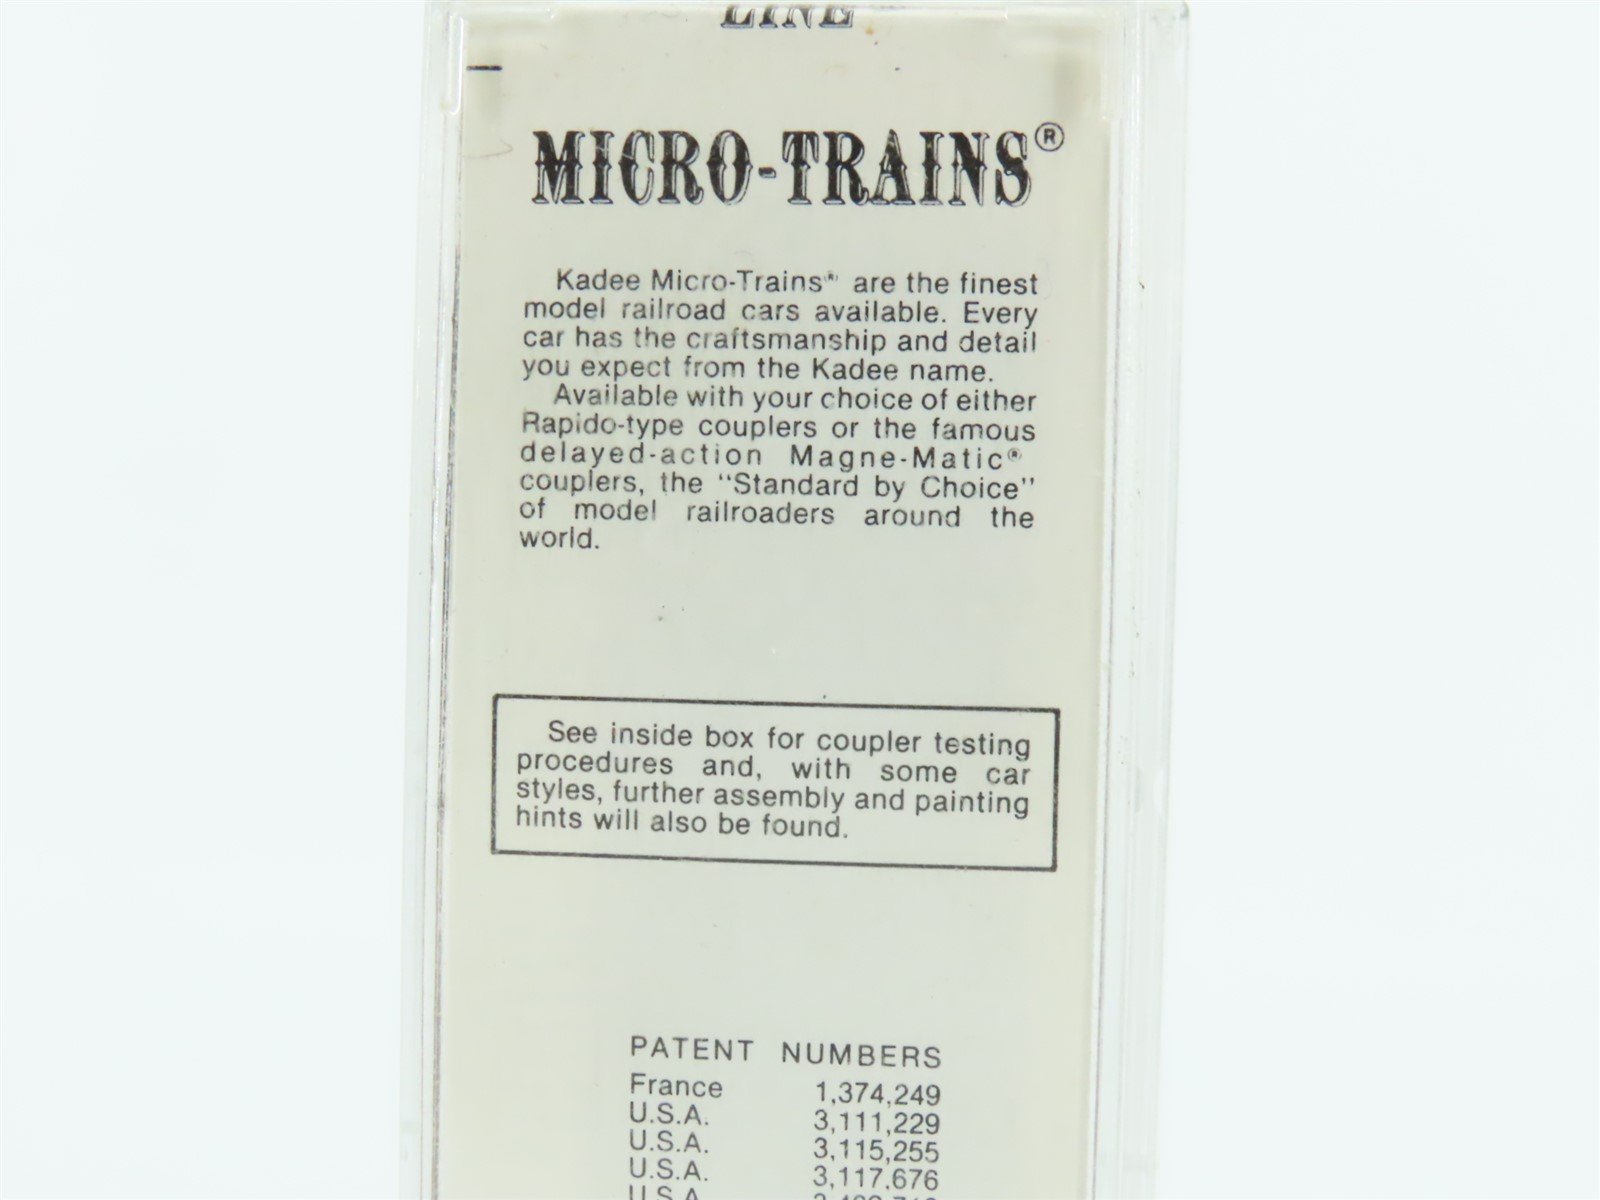 LINE
MICRO-TRAINS®
Kadee Micro-Trains® are the finest
model railroad cars available. Every
car has the craftsmanship and detail
you expect from the Kadee name.
Available with your choice of either
Rapido-type couplers or the famous
delayed-action Magne-Matic®
couplers, the "Standard by Choice"
of model railroaders around the
world.
See inside box for coupler testing
procedures and, with some car
styles, further assembly and painting
hints will also be found.
PATENT NUMBERS
France 1,374,249
U.S.A. 3,111,229
U.S.A. 3,115,255
U.S.A. 3,117,676
U.S.A.